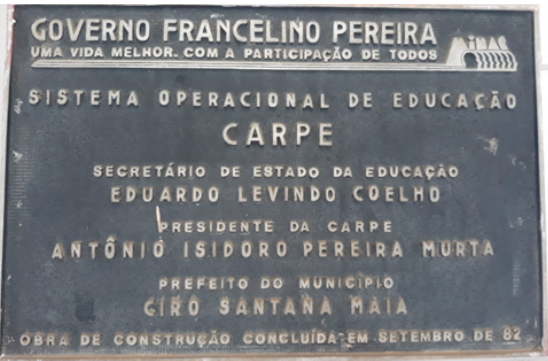 GOVERNO FRANCELINO PEREIRA
UMA VIDA MELHOR. COM A PARTICIPAÇÃO DE TODOS
MINAS
SISTEMA OPERACIONAL DE EDUCAÇÃO
CARPE
SECRETÁRIO DE ESTADO DA EDUCAÇÃO
EDUARDO LEVINDO COELHO
PRESIDENTE DA CARPE
ANTÔNIO ISIDORO PEREIRA MURTA
PREFEITO DO MUNICÍPIO
CIRO SANTANA MAIA
OBRA DE CONSTRUÇÃO CONCLUÍDA EM SETEMBRO DE 82